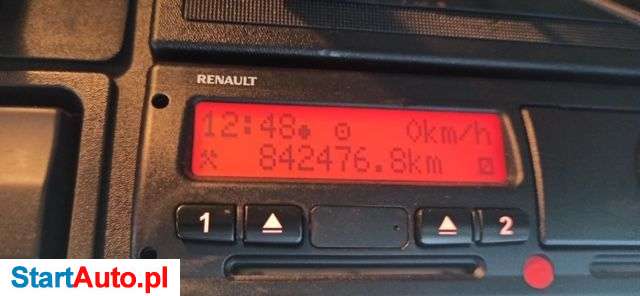 RENAULT
12:48 0km/h
842476.8km
1 2
StartAuto.pl